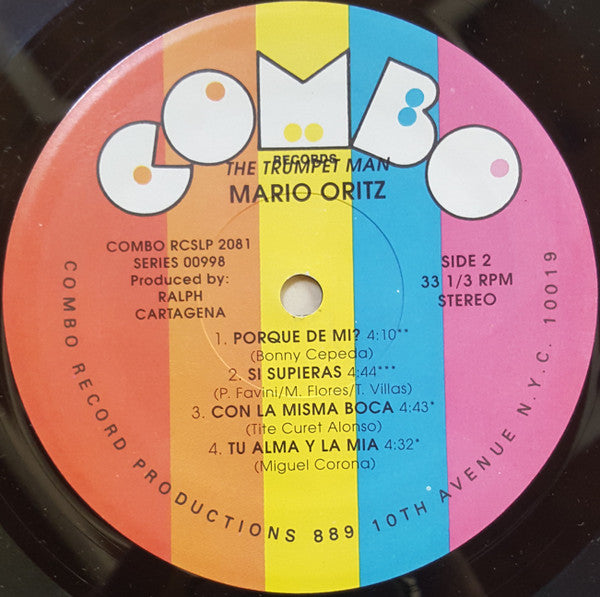 COMBO
RECORDS
THE TRUMPET MAN
MARIO ORITZ
COMBO RCSLP 2081
SERIES 00998
Produced by:
RALPH
CARTAGENA
SIDE 2
33 1/3 RPM
STEREO
1. PORQUE DE MI? 4:10**
(Bonny Cepeda)
2. SI SUPIERAS 4:44***
(P. Favini/M. Flores/T. Villas)
3. CON LA MISMA BOCA 4:43*
(Tite Curet Alonso)
4. TU ALMA Y LA MIA 4:32*
(Miguel Corona)
COMBO RECORD PRODUCTIONS 889 10TH AVENUE N.Y.C. 10019